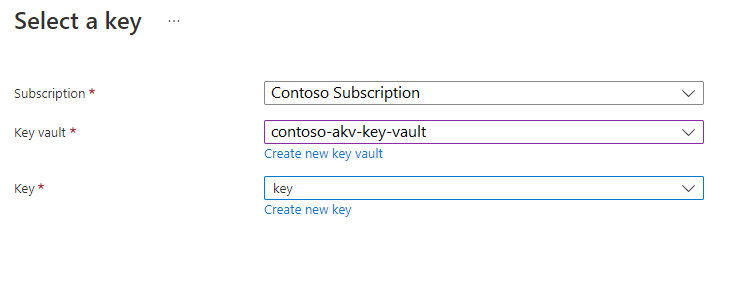 Select a key ...
Subscription *
Contoso Subscription
Key vault *
contoso-akv-key-vault
Create new key vault
Key *
key
Create new key